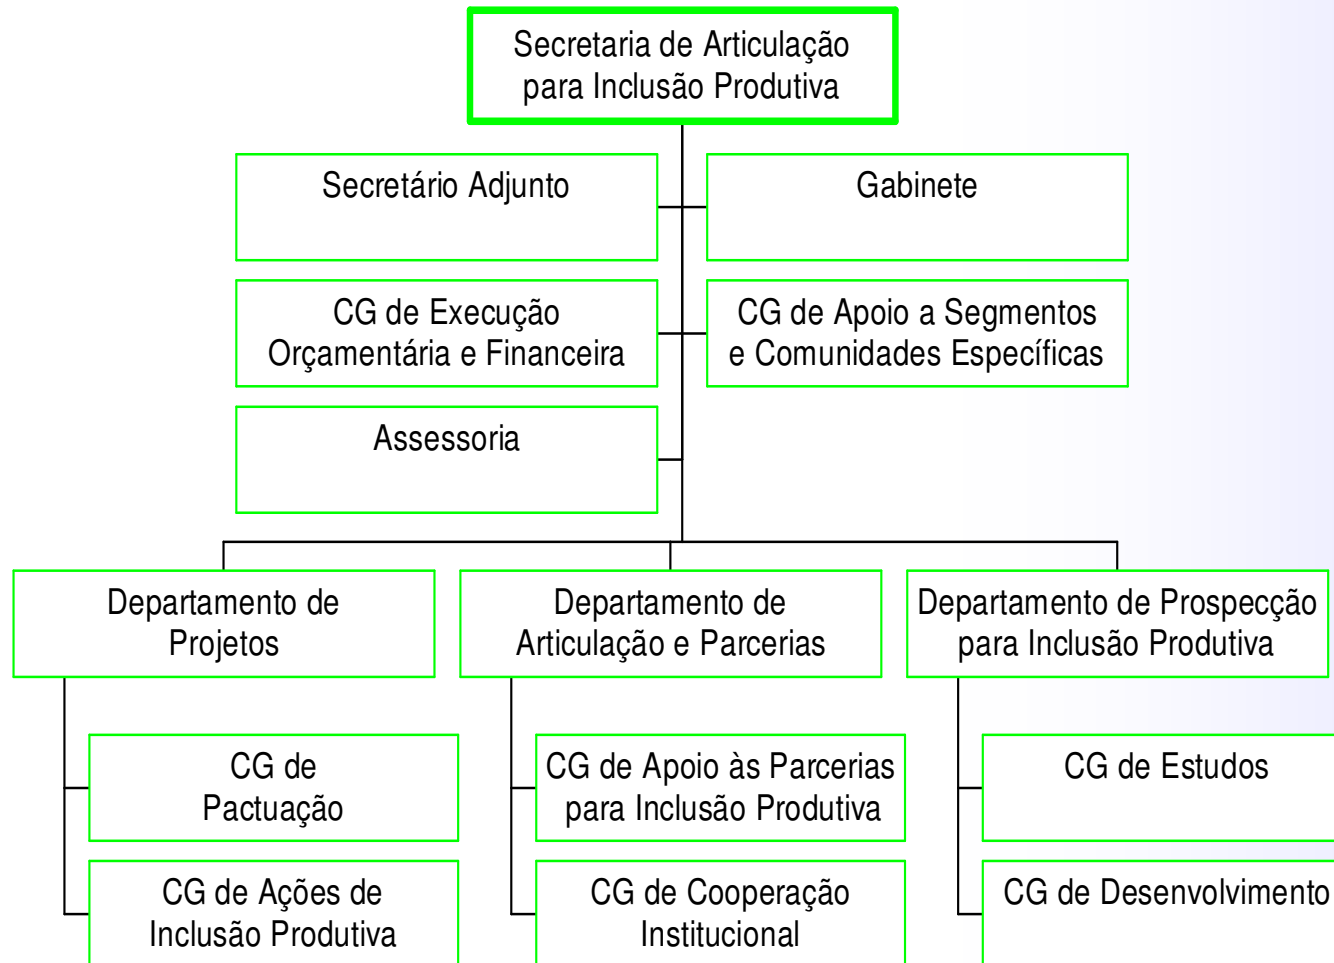 Secretaria de Articulação
para Inclusão Produtiva
Secretário Adjunto
Gabinete
CG de Execução
Orçamentária e Financeira
CG de Apoio a Segmentos
e Comunidades Específicas
Assessoria
Departamento de
Projetos
Departamento de
Articulação e Parcerias
Departamento de Prospecção
para Inclusão Produtiva
CG de
Pactuação
CG de Apoio às Parcerias
para Inclusão Produtiva
CG de Estudos
CG de Ações de
Inclusão Produtiva
CG de Cooperação
Institucional
CG de Desenvolvimento